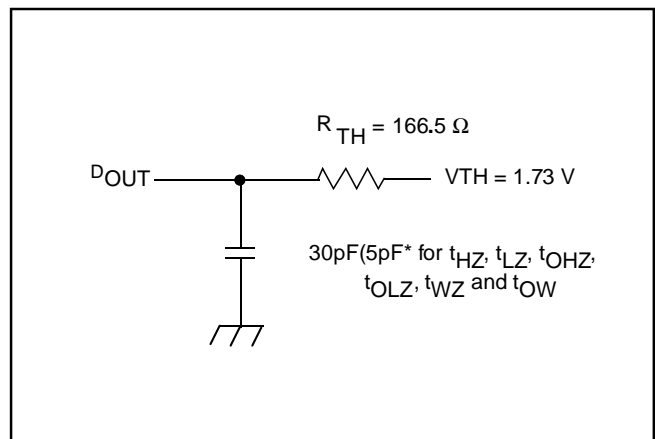 RTH = 166.5 Ω
DOUT
VTH = 1.73 V
30pF(5pF* for tHZ, tLZ, tOHZ,
tOLZ, tWZ and tOW